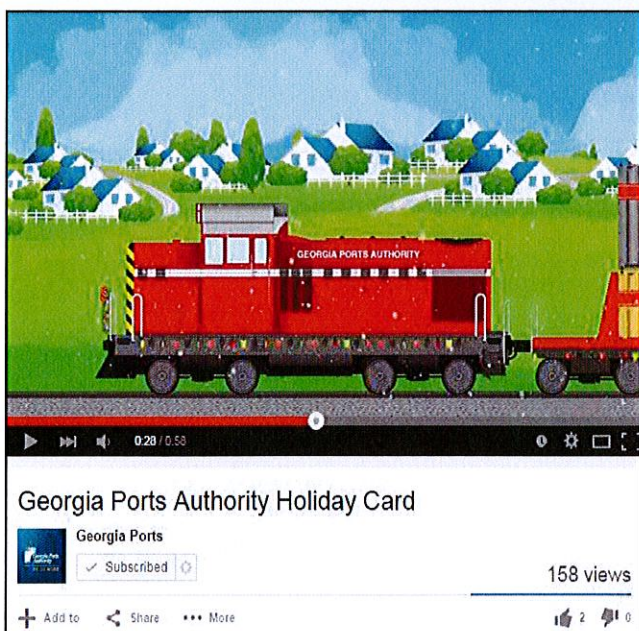 GEORGIA PORTS AUTHORITY
0:28 / 0:58
Georgia Ports Authority Holiday Card
Georgia Ports
Subscribed
158 views
Add to
Share
More
2
0